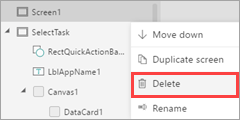 Screen1
SelectTask
RectQuickActionBa...
LblAppName1
Canvas1
DataCard1
Move down
Duplicate screen
Delete
Rename